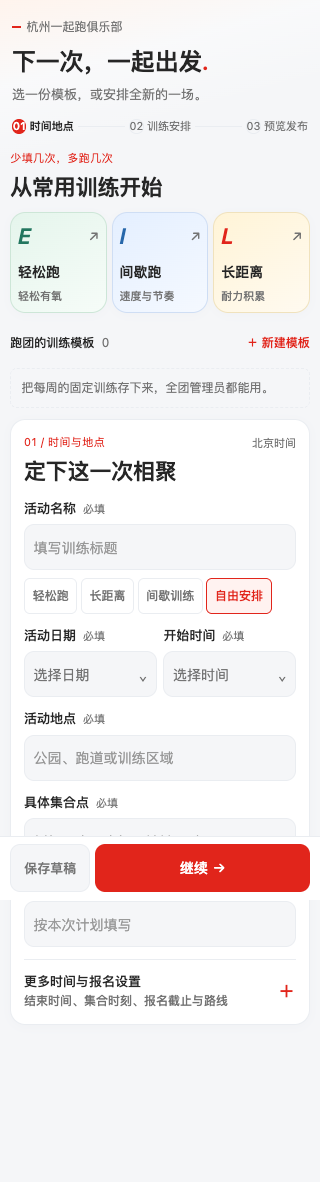 杭州一起跑俱乐部
下一次，一起出发.
选一份模板，或安排全新的一场。
01 时间地点 02 训练安排 03 预览发布
少填几次，多跑几次
从常用训练开始
E ↗ I ↗ L ↗
轻松跑 间歇跑 长距离
轻松有氧 速度与节奏 耐力积累
跑团的训练模板 0 + 新建模板
把每周的固定训练存下来，全团管理员都能用。
01 / 时间与地点 北京时间
定下这一次相聚
活动名称 必填
填写训练标题
轻松跑 长距离 间歇训练 自由安排
活动日期 必填 开始时间 必填
选择日期 选择时间
活动地点 必填
公园、跑道或训练区域
具体集合点 必填
保存草稿 继续 →
按本次计划填写
更多时间与报名设置 +
结束时间、集合时刻、报名截止与路线